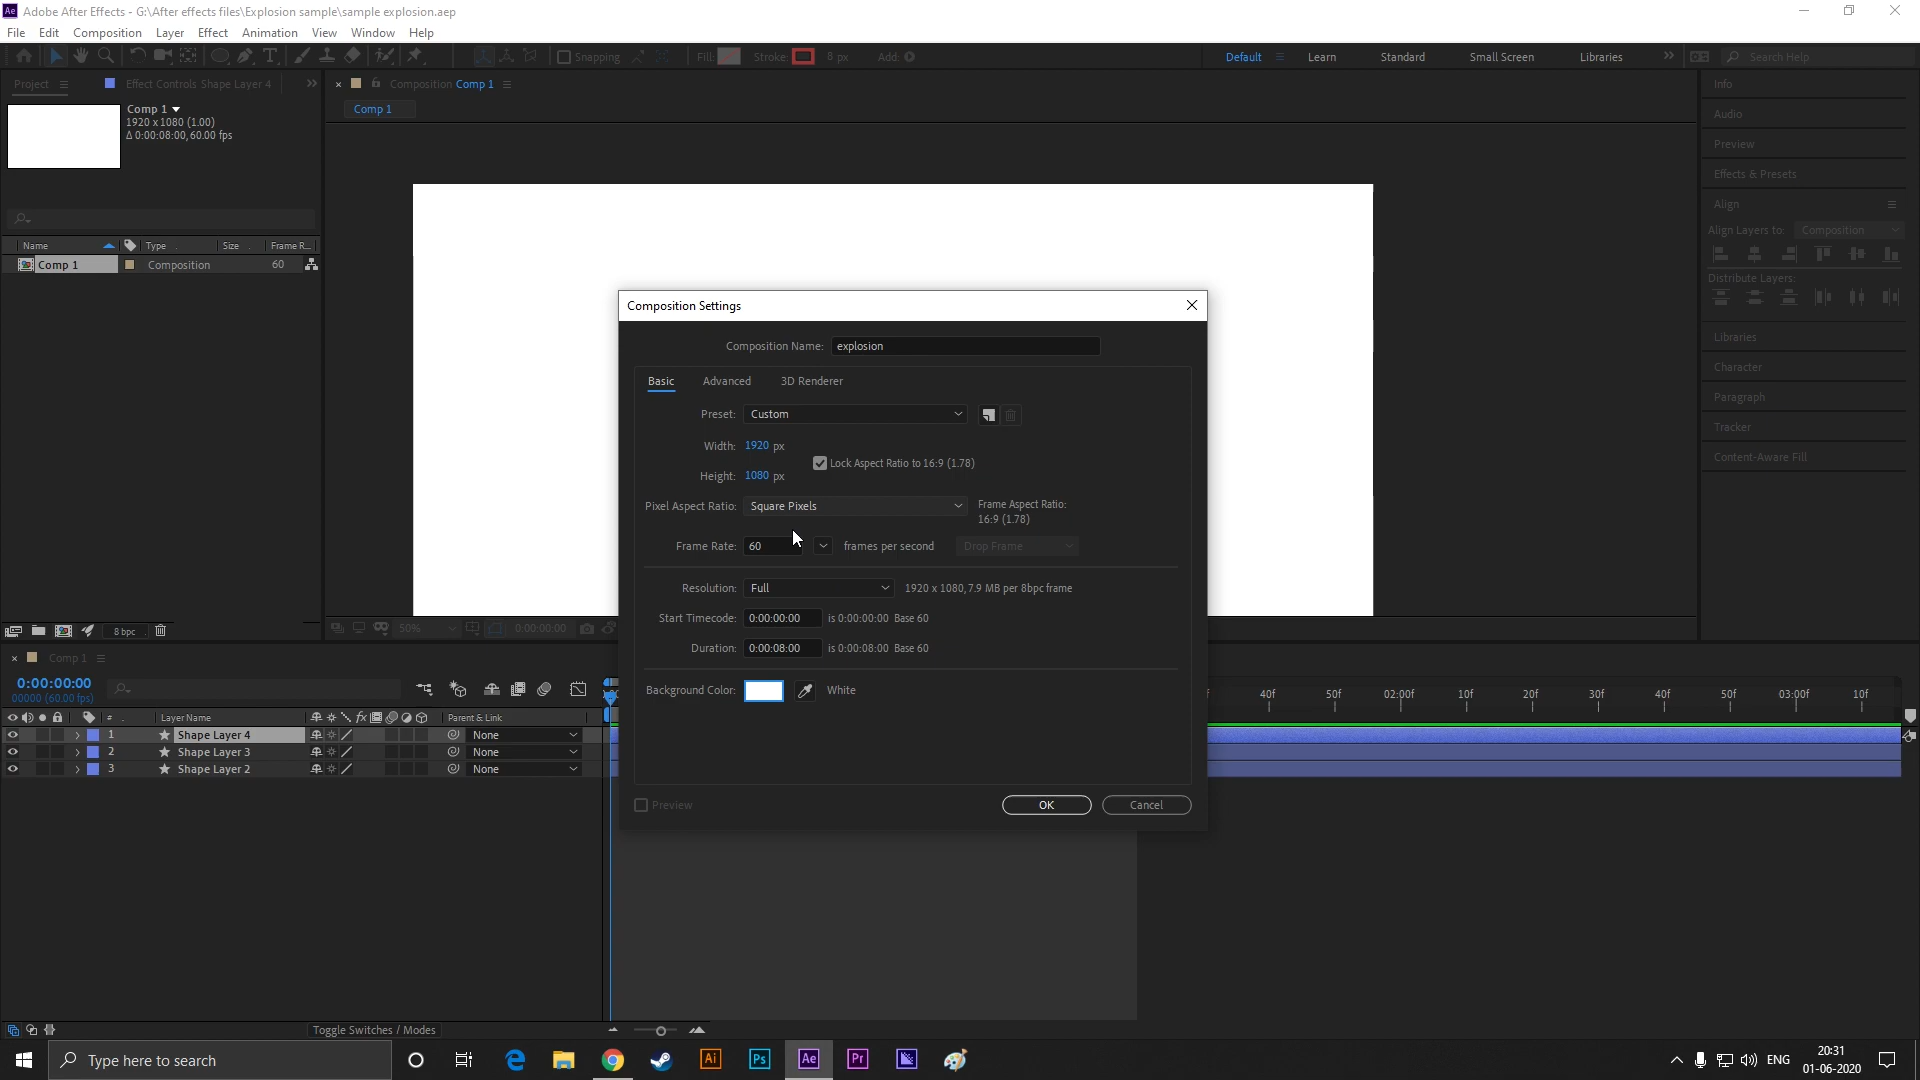 Ae Adobe After Effects - G:\After effects files\Explosion sample\sample explosion.aep
File Edit Composition Layer Effect Animation View Window Help
Snapping Fill: Stroke: 8 px Add: Default Learn Standard Small Screen Libraries Search Help
Project Effect Controls Shape Layer 4 Composition Comp 1 Info
Comp 1
1920 x 1080 (1.00)
Δ 0:00:08:00, 60.00 fps
Comp 1
Audio
Preview
Effects & Presets
Align
Align Layers to: Composition
Distribute Layers:
Libraries
Character
Paragraph
Tracker
Content-Aware Fill
Name Type Size Frame R...
Comp 1 Composition 60
8 bpc
50% 0:00:00:00
Composition Settings
Composition Name: explosion
Basic Advanced 3D Renderer
Preset: Custom
Width: 1920 px
Lock Aspect Ratio to 16:9 (1.78)
Height: 1080 px
Pixel Aspect Ratio: Square Pixels Frame Aspect Ratio:
16:9 (1.78)
Frame Rate: 60 frames per second Drop Frame
Resolution: Full 1920 x 1080, 7.9 MB per 8bpc frame
Start Timecode: 0:00:00:00 is 0:00:00:00 Base 60
Duration: 0:00:08:00 is 0:00:08:00 Base 60
Background Color: White
Preview OK Cancel
Comp 1
0:00:00:00
00000 (60.00 fps)
40f 50f 02:00f 10f 20f 30f 40f 50f 03:00f 10f
# Layer Name fx Parent & Link
1 Shape Layer 4 None
2 Shape Layer 3 None
3 Shape Layer 2 None
Toggle Switches / Modes
Type here to search Ai Ps Ae Pr ENG 20:31
01-06-2020